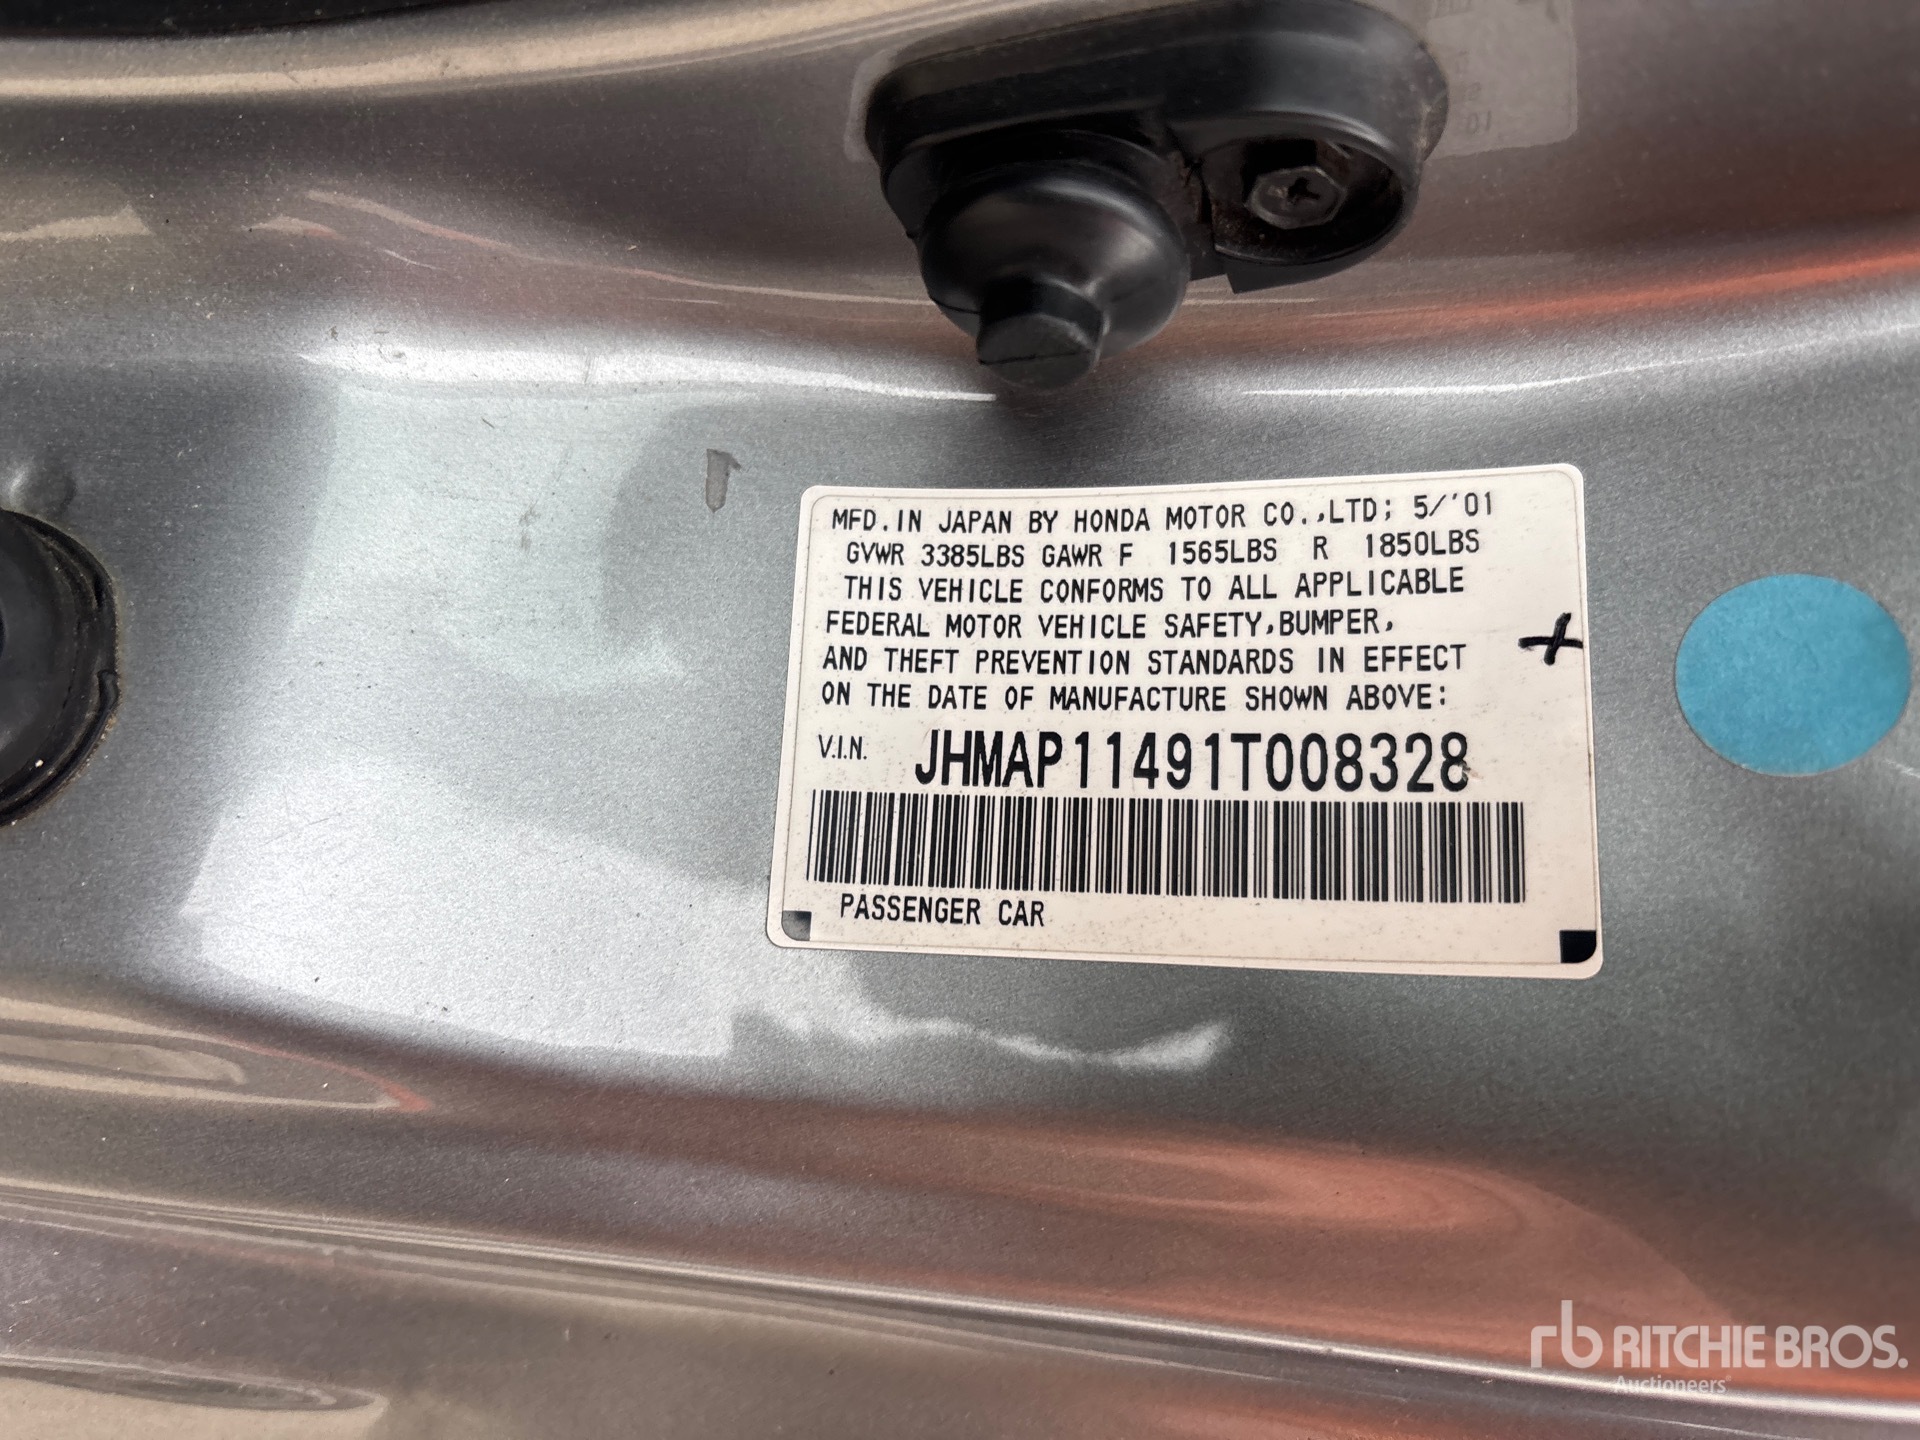 MFD. IN JAPAN BY HONDA MOTOR CO.,LTD; 5/'01
GVWR 3385LBS GAWR F 1565LBS R 1850LBS
THIS VEHICLE CONFORMS TO ALL APPLICABLE
FEDERAL MOTOR VEHICLE SAFETY,BUMPER,
AND THEFT PREVENTION STANDARDS IN EFFECT
ON THE DATE OF MANUFACTURE SHOWN ABOVE:
V.I.N. JHMAP11491T008328
PASSENGER CAR
rb RITCHIE BROS.
Auctioneers